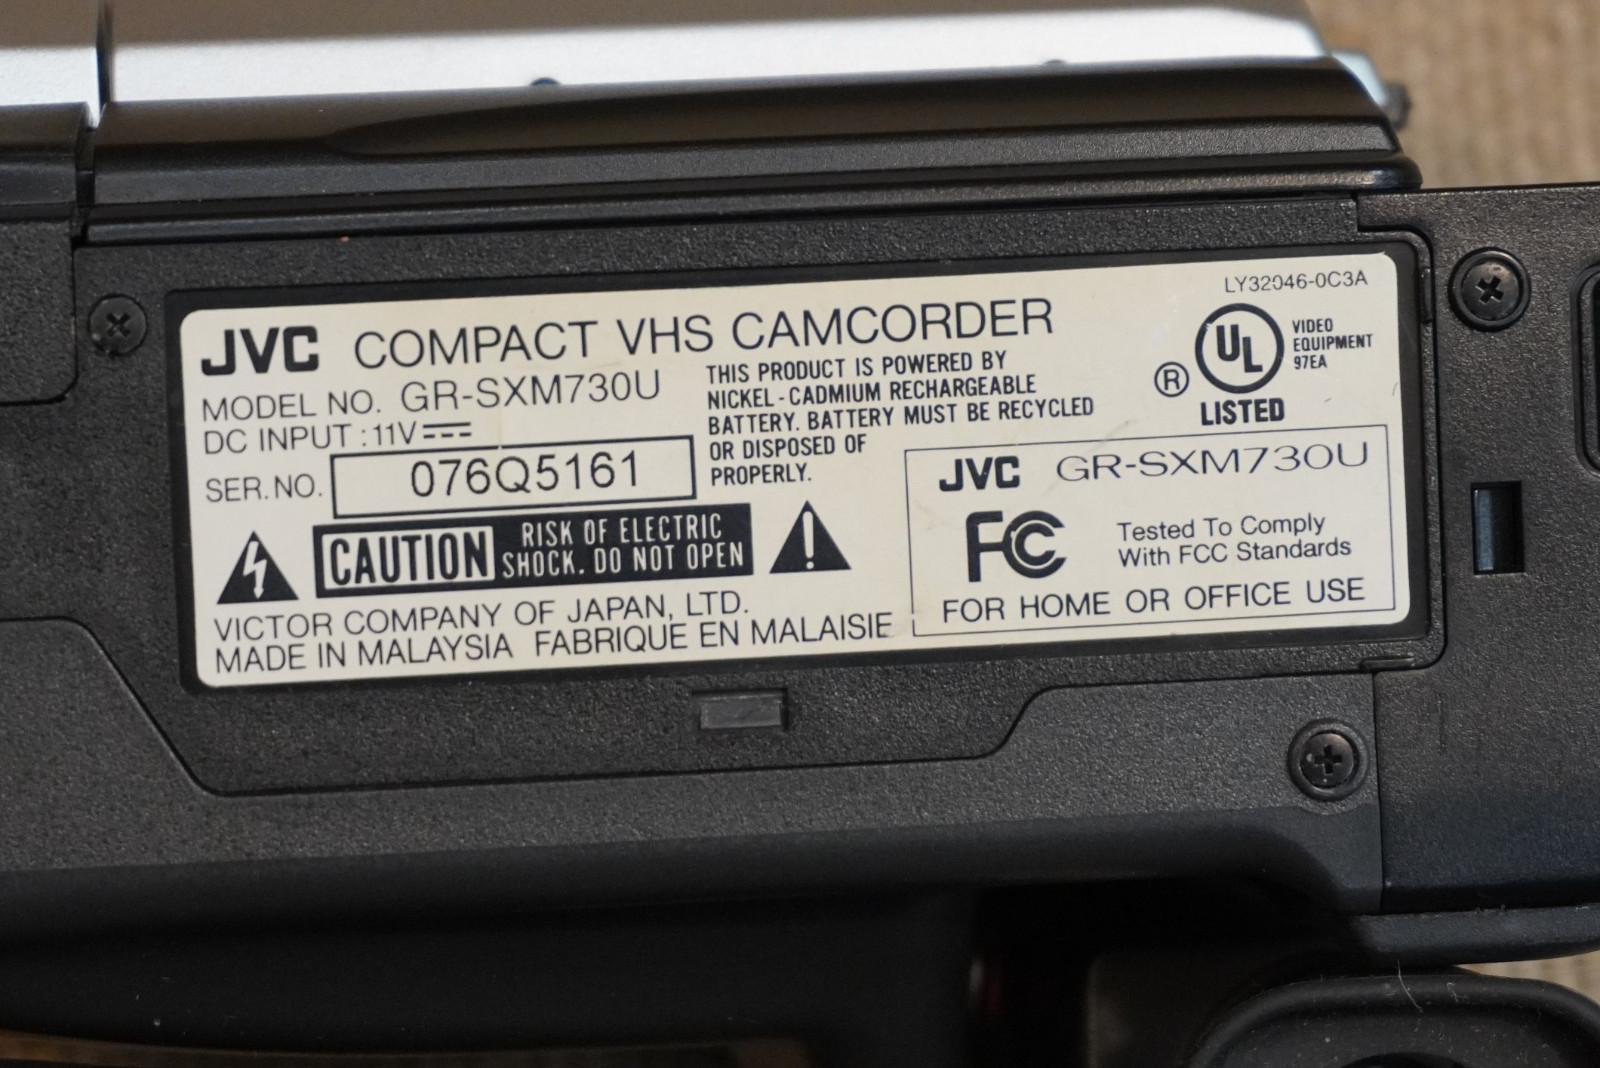 LY32046-0C3A
JVC COMPACT VHS CAMCORDER
MODEL NO. GR-SXM730U
DC INPUT : 11V
SER. NO. 076Q5161
THIS PRODUCT IS POWERED BY
NICKEL-CADMIUM RECHARGEABLE
BATTERY. BATTERY MUST BE RECYCLED
OR DISPOSED OF
PROPERLY.
UL
VIDEO
EQUIPMENT
97EA
®
LISTED
CAUTION
RISK OF ELECTRIC
SHOCK. DO NOT OPEN
!
VICTOR COMPANY OF JAPAN, LTD.
MADE IN MALAYSIA FABRIQUE EN MALAISIE
JVC GR-SXM730U
FC
Tested To Comply
With FCC Standards
FOR HOME OR OFFICE USE